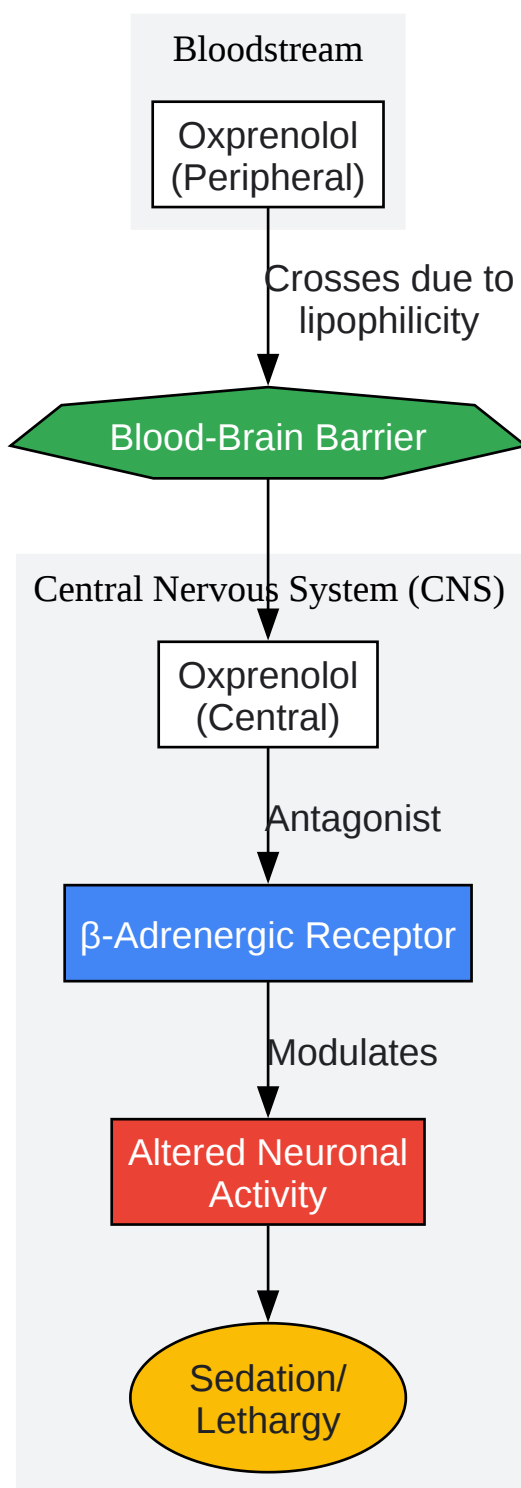 Bloodstream
Oxprenolol
(Peripheral)
Crosses due to
lipophilicity
Blood-Brain Barrier
Central Nervous System (CNS)
Oxprenolol
(Central)
Antagonist
β-Adrenergic Receptor
Modulates
Altered Neuronal
Activity
Sedation/
Lethargy